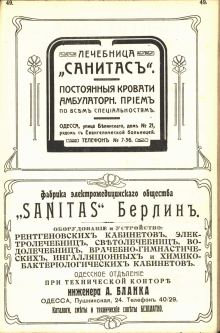 49.
49.
ЛЕЧЕБНИЦА
„САНИТАСЪ“.
ПОСТОЯННЫЯ КРОВАТИ
АМБУЛАТОРН. ПРІЕМЪ
ПО ВСѢМЪ СПЕЦІАЛЬНОСТЯМЪ.
ОДЕССА, улица Бѣлинскаго, домъ № 21,
рядомъ съ Евангелической больницей.
ТЕЛЕФОНЪ № 7-36.
Фабрика электромедицинскаго общества
„SANITAS“ Берлинъ.
ОБОРУДОВАНІЕ и УСТРОЙСТВО:
РЕНТГЕНОВСКИХЪ КАБИНЕТОВЪ, ЭЛЕК-
ТРОЛЕЧЕБНИЦЪ, СВѢТОЛЕЧЕБНИЦЪ, ВО-
ДОЛЕЧЕБНИЦЪ, ВРАЧЕБНО-ГИМНАСТИЧЕ-
СКИХЪ, ИНГАЛЯЦІОННЫХЪ и ХИМИКО-
БАКТЕРІОЛОГИЧЕСКИХЪ КАБИНЕТОВЪ.
ОДЕССКОЕ ОТДѢЛЕНІЕ
ПРИ ТЕХНИЧЕСКОЙ КОНТОРѢ
инженера А. БЛАНКА
ОДЕССА, Пушкинская, 24. Телефонъ 40/29.
Каталоги, смѣты и техническіе совѣты БЕЗПЛАТНО.